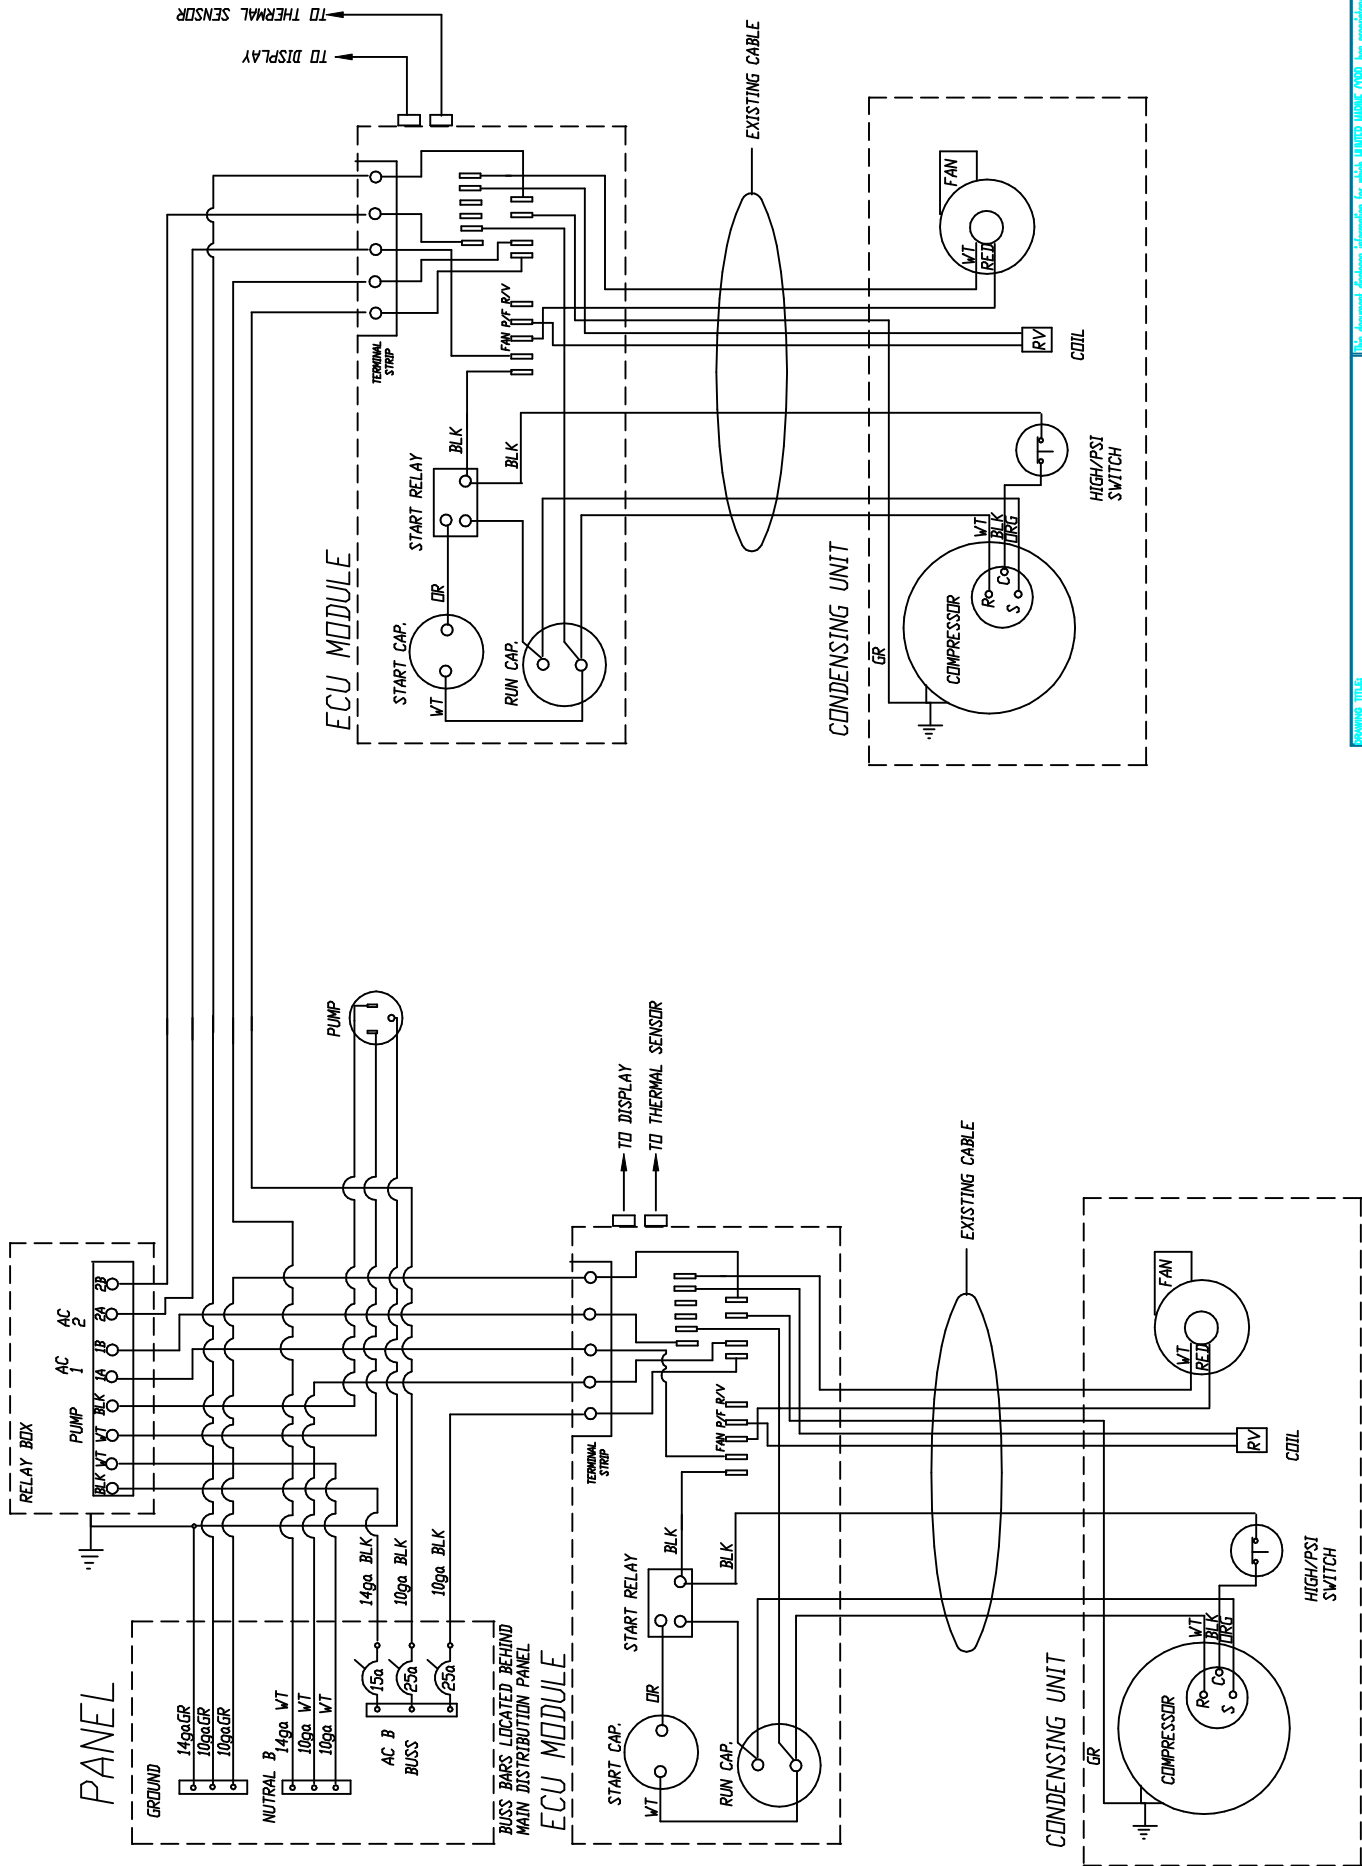 TO THERMAL SENSOR
TO DISPLAY
TERMINAL
STRIP
FAN P/F R/V
BLK
BLK
START RELAY
ECU MODULE
OR
START CAP.
WT
RUN CAP.
EXISTING CABLE
CONDENSING UNIT
FAN
WT
RED
RV
COIL
HIGH/PSI
SWITCH
WT
BLK
ORG
R
C
S
COMPRESSOR
GR
RELAY BOX
PUMP
AC
1
AC
2
BLK
WT
WT
BLK
1A
1B
2A
2B
PUMP
PANEL
GROUND
14gaGR
10gaGR
10gaGR
NUTRAL B
14ga WT
10ga WT
10ga WT
AC B
BUSS
15a
25a
25a
14ga BLK
10ga BLK
10ga BLK
BUSS BARS LOCATED BEHIND
MAIN DISTRIBUTION PANEL
ECU MODULE
TO DISPLAY
TO THERMAL SENSOR
TERMINAL
STRIP
FAN P/F R/V
BLK
BLK
START RELAY
OR
START CAP.
WT
RUN CAP.
EXISTING CABLE
CONDENSING UNIT
FAN
WT
RED
RV
COIL
HIGH/PSI
SWITCH
WT
BLK
ORG
R
C
S
COMPRESSOR
GR
DRAWING TITLE: